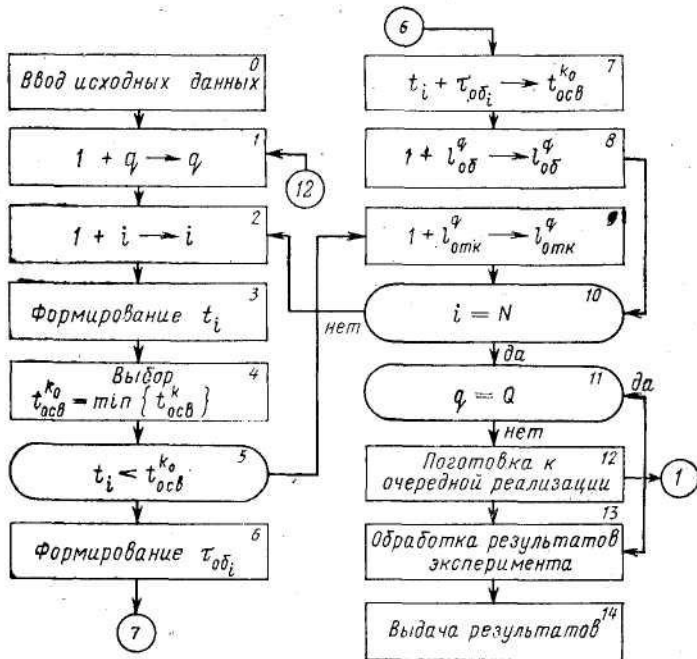 0
Ввод исходных данных
1
1 + q → q
12
2
1 + i → i
3
Формирование t_i
4
Выбор
t_осв^k₀ = min { t_осв^k }
5
t_i < t_осв^k₀
6
Формирование τ_об_i
7
6
7
t_i + τ_об_i → t_осв^k₀
8
1 + l_об^q → l_об^q
9
1 + l_отк^q → l_отк^q
10
i = N
нет
да
11
q = Q
да
нет
12
Поготовка к
очередной реализации
1
13
Обработка результатов
эксперимента
14
Выдача результатов